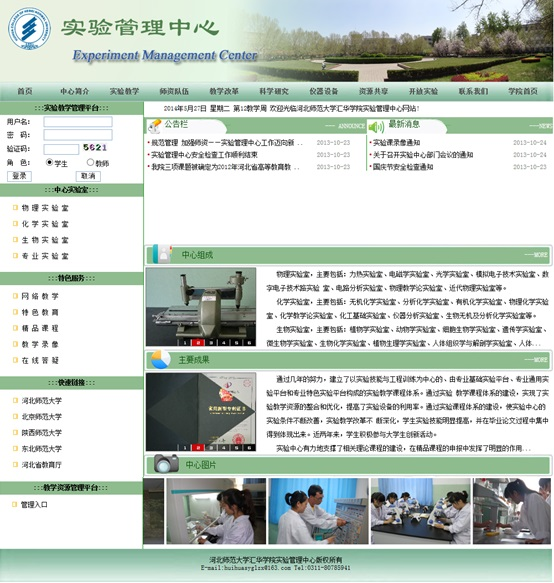 实验管理中心
Experiment Management Center
首页 中心简介 实验教学 师资队伍 教学改革 科学研究 仪器设备 资源共享 开放实验 联系我们 学院首页
:::实验教学管理平台:::
用户名:
密 码:
验证码: 5621
角 色: 学生 教师
登录 取消
:::中心实验室:::
物 理 实 验 室
化 学 实 验 室
生 物 实 验 室
专 业 实 验 室
:::特色服务:::
网 络 教 学
特 色 教 育
精 品 课 程
教 学 录 像
在 线 答 疑
:::快速链接:::
河北师范大学
北京师范大学
陕西师范大学
东北师范大学
河北省教育厅
:::教学资源管理平台:::
管理入口
2014年5月27日 星期二 第12教学周 欢迎光临河北师范大学汇华学院实验管理中心网站!
公告栏
ANNOUNCE
规范管理 加强师资--实验管理中心工作迈向新 .. 2013-10-23
实验管理中心安全检查工作顺利结束 2013-10-23
我院三项课题被确定为2012年河北省高等教育教 .. 2013-10-23
最新消息
NEWS
实验课录像通知 2013-10-24
关于召开实验中心部门会议的通知 2013-10-24
国庆节安全检查通知 2013-10-23
中心组成
MORE
物理实验室, 主要包括: 力热实验室、电磁学实验室、光学实验室、模拟电子技术实验室、数
字电子技术路实验 室、电路分析实验室、物理教学论实验室、近代物理实验室等。
化学实验室, 主要包括: 无机化学实验室、分析化学实验室、有机化学实验室、物理化学实验
室、化学教学论实验室、化工基础实验室、仪器分析实验室、生物无机及分析化学实验室等。
生物实验室, 主要包括: 植物学实验室、动物学实验室、细胞生物学实验室、遗传学实验室、
微生物学实验室、生物化学实验室、植物生理学实验室、人体组织学与解剖学实验室、人体...
1 2 3 4 5 6
主要成果
MORE
通过几年的努力, 建立了以实验技能与工程训练为中心的、由专业基础实验平台、专业通用实
验平台和专业特色实验平台构成的实验教学课程体系。通过实验 教学课程体系的建设, 实现了实
验教学资源的整合和优化, 提高了实验设备的利用率。通过实验课程体系的建设, 使实验中心的
实验条件不断改善, 实验教学改革不 断深化, 学生实验技能明显提高, 并在毕业论文过程中集中
得到体现出来。近两年来, 学生积极参与大学生创新活动。
实验中心有力地支撑了相关理论课程的建设, 在精品课程的申报中发挥了明显的作用...
1 2 3 4 5 6
中心图片
MORE
河北师范大学汇华学院实验管理中心版权所有
E-mail:huihuasyglzx@163.com Tel:0311-80785941